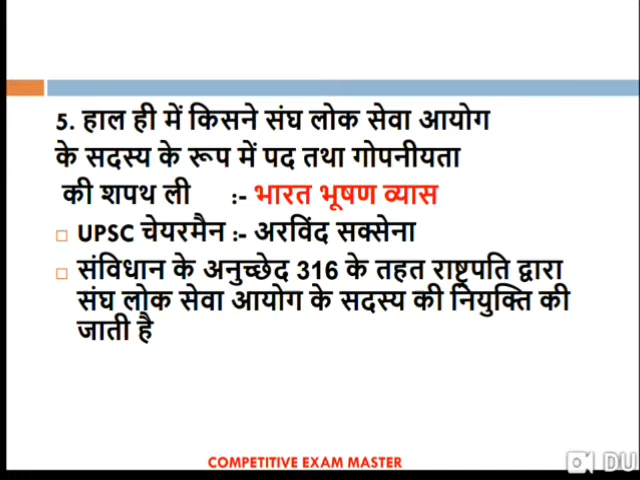 5. हाल ही में किसने संघ लोक सेवा आयोग
के सदस्य के रूप में पद तथा गोपनीयता
की शपथ ली :- भारत भूषण व्यास
UPSC चेयरमैन :- अरविंद सक्सेना
संविधान के अनुच्छेद 316 के तहत राष्ट्रपति द्वारा
संघ लोक सेवा आयोग के सदस्य की नियुक्ति की
जाती है
COMPETITIVE EXAM MASTER
DU